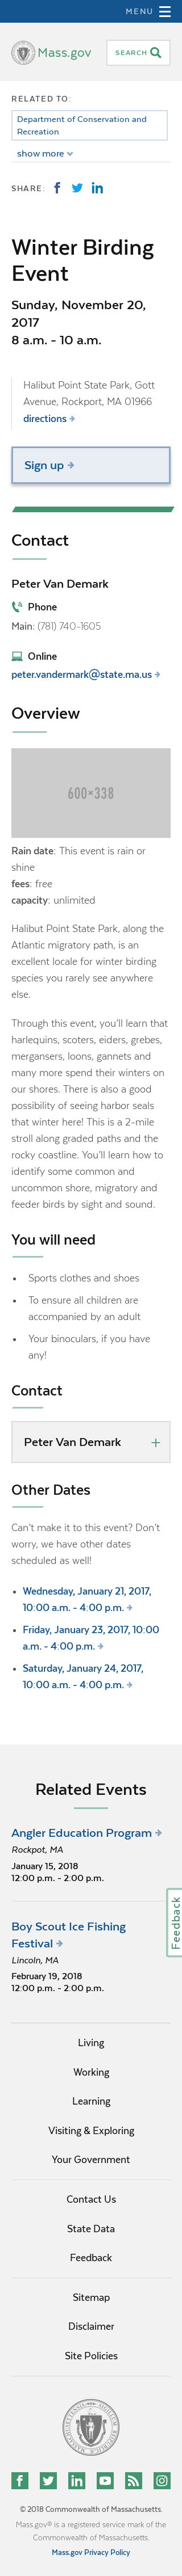 MENU
Mass.gov
SEARCH
RELATED TO:
Department of Conservation and
Recreation
show more
SHARE:
Winter Birding
Event
Sunday, November 20,
2017
8 a.m. - 10 a.m.
Halibut Point State Park, Gott
Avenue, Rockport, MA 01966
directions
Sign up
Contact
Peter Van Demark
Phone
Main: (781) 740-1605
Online
peter.vandermark@state.ma.us
Overview
600×338
Rain date: This event is rain or
shine
fees: free
capacity: unlimited
Halibut Point State Park, along the
Atlantic migratory path, is an
excellent locale for winter birding
species you rarely see anywhere
else.
Through this event, you’ll learn that
harlequins, scoters, eiders, grebes,
mergansers, loons, gannets and
many more spend their winters on
our shores. There is also a good
possibility of seeing harbor seals
that winter here! This is a 2-mile
stroll along graded paths and the
rocky coastline. You’ll learn how to
identify some common and
uncommon shore, migratory and
feeder birds by sight and sound.
You will need
• Sports clothes and shoes
• To ensure all children are
accompanied by an adult
• Your binoculars, if you have
any!
Contact
Peter Van Demark
Other Dates
Can’t make it to this event? Don’t
worry, we have other dates
scheduled as well!
• Wednesday, January 21, 2017,
10:00 a.m. - 4:00 p.m.
• Friday, January 23, 2017, 10:00
a.m. - 4:00 p.m.
• Saturday, January 24, 2017,
10:00 a.m. - 4:00 p.m.
Related Events
Angler Education Program
Rockpot, MA
January 15, 2018
12:00 p.m. - 2:00 p.m.
Feedback
Boy Scout Ice Fishing
Festival
Lincoln, MA
February 19, 2018
12:00 p.m. - 2:00 p.m.
Living
Working
Learning
Visiting & Exploring
Your Government
Contact Us
State Data
Feedback
Sitemap
Disclaimer
Site Policies
© 2018 Commonwealth of Massachusetts.
Mass.gov® is a registered service mark of the
Commonwealth of Massachusetts.
Mass.gov Privacy Policy